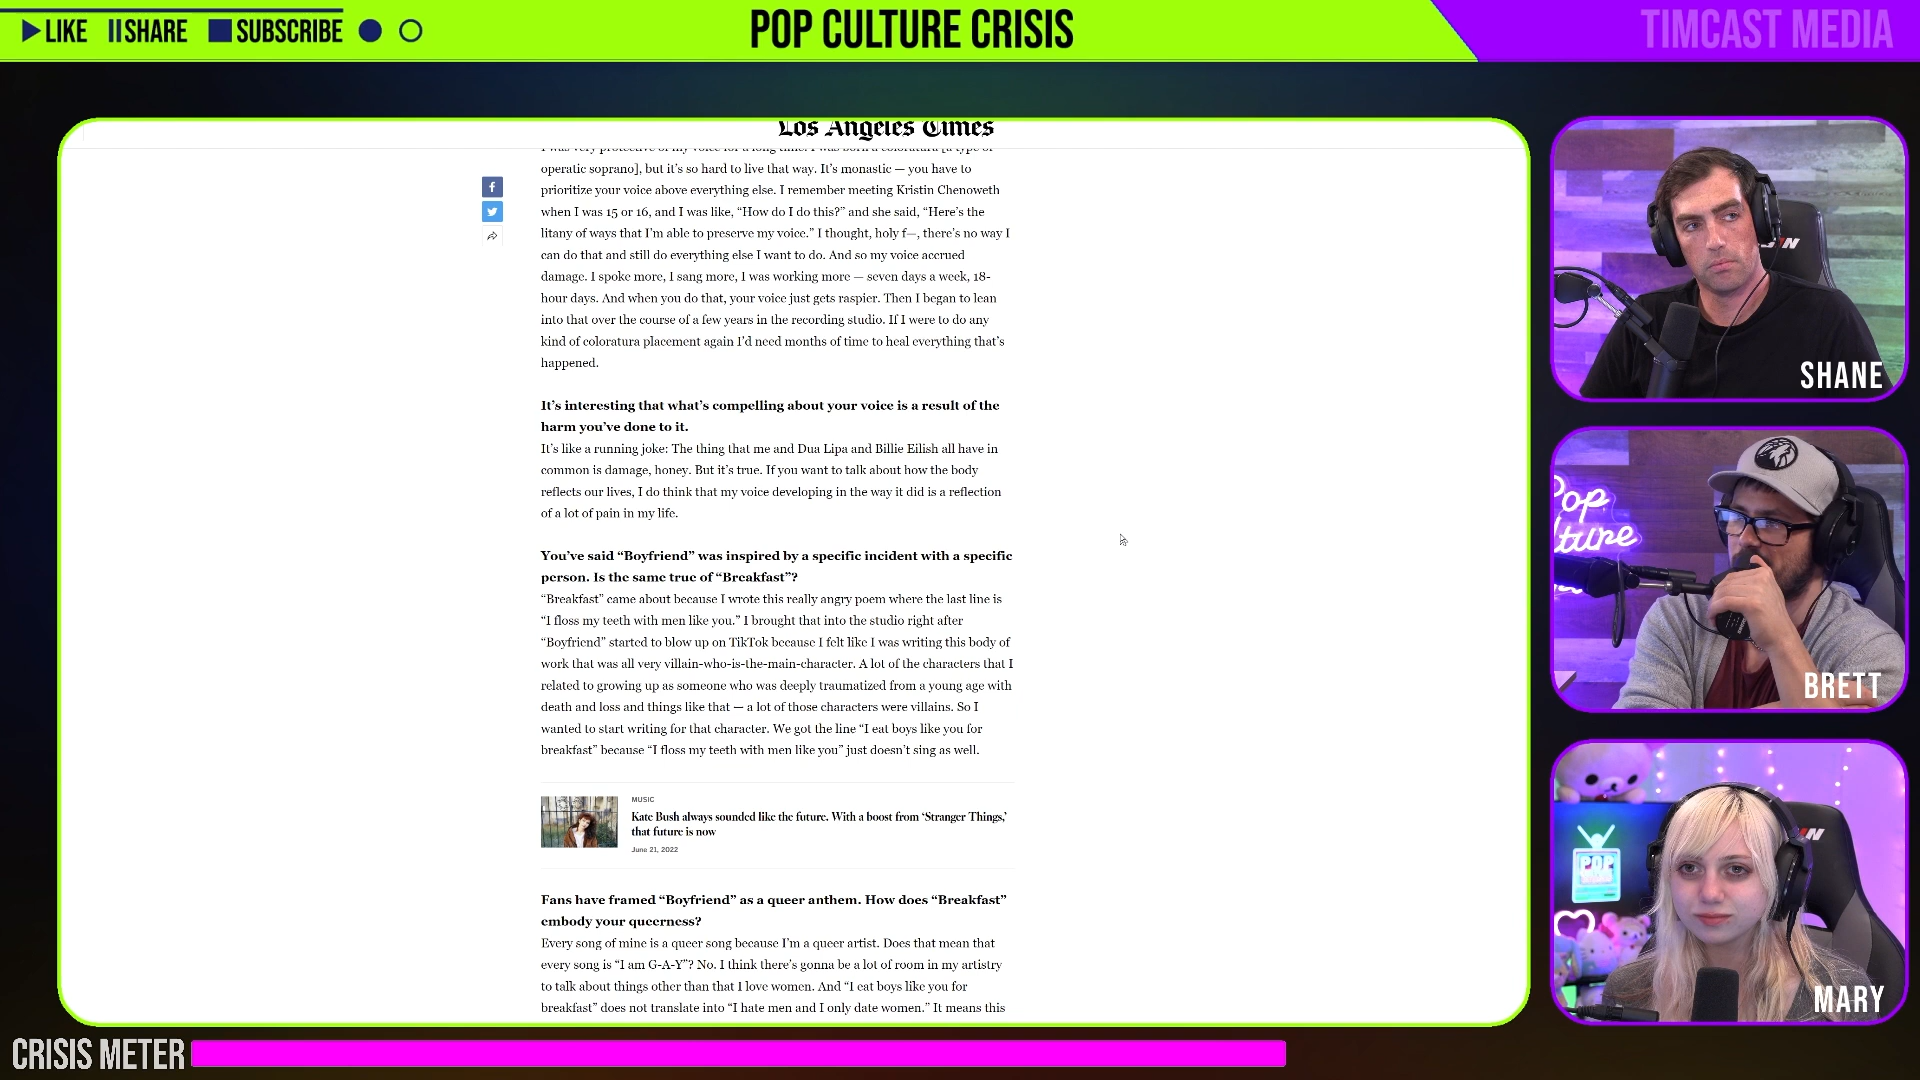 LIKE SHARE SUBSCRIBE
POP CULTURE CRISIS
TIMCAST MEDIA
Los Angeles Times
I was very protective of my voice for a long time. I was born a coloratura [a type of
operatic soprano], but it's so hard to live that way. It's monastic — you have to
prioritize your voice above everything else. I remember meeting Kristin Chenoweth
when I was 15 or 16, and I was like, “How do I do this?” and she said, “Here’s the
litany of ways that I’m able to preserve my voice.” I thought, holy f—, there’s no way I
can do that and still do everything else I want to do. And so my voice accrued
damage. I spoke more, I sang more, I was working more — seven days a week, 18-
hour days. And when you do that, your voice just gets raspier. Then I began to lean
into that over the course of a few years in the recording studio. If I were to do any
kind of coloratura placement again I’d need months of time to heal everything that’s
happened.
It’s interesting that what’s compelling about your voice is a result of the
harm you’ve done to it.
It’s like a running joke: The thing that me and Dua Lipa and Billie Eilish all have in
common is damage, honey. But it’s true. If you want to talk about how the body
reflects our lives, I do think that my voice developing in the way it did is a reflection
of a lot of pain in my life.
You’ve said “Boyfriend” was inspired by a specific incident with a specific
person. Is the same true of “Breakfast”?
“Breakfast” came about because I wrote this really angry poem where the last line is
“I floss my teeth with men like you.” I brought that into the studio right after
“Boyfriend” started to blow up on TikTok because I felt like I was writing this body of
work that was all very villain-who-is-the-main-character. A lot of the characters that I
related to growing up as someone who was deeply traumatized from a young age with
death and loss and things like that — a lot of those characters were villains. So I
wanted to start writing for that character. We got the line “I eat boys like you for
breakfast” because “I floss my teeth with men like you” just doesn’t sing as well.
MUSIC
Kate Bush always sounded like the future. With a boost from ‘Stranger Things,’
that future is now
June 21, 2022
Fans have framed “Boyfriend” as a queer anthem. How does “Breakfast”
embody your queerness?
Every song of mine is a queer song because I’m a queer artist. Does that mean that
every song is “I am G-A-Y”? No. I think there’s gonna be a lot of room in my artistry
to talk about things other than that I love women. And “I eat boys like you for
breakfast” does not translate into “I hate men and I only date women.” It means this
SHANE
Pop
lture
BRETT
POP
MARY
CRISIS METER